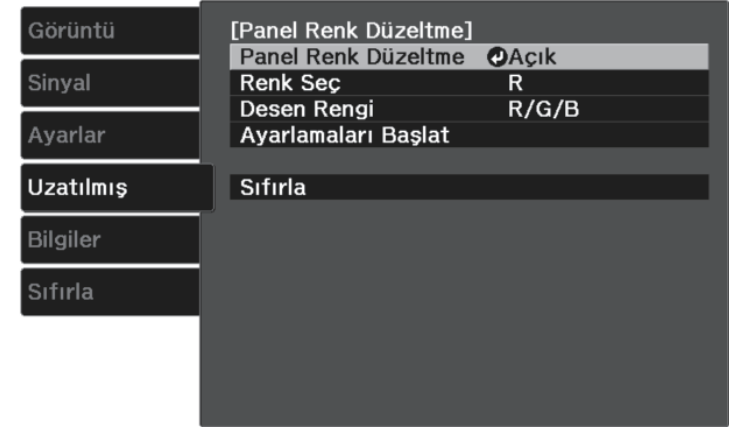 Görüntü
Sinyal
Ayarlar
Uzatılmış
Bilgiler
Sıfırla
[Panel Renk Düzeltme]
Panel Renk Düzeltme Açık
Renk Seç R
Desen Rengi R/G/B
Ayarlamaları Başlat
Sıfırla